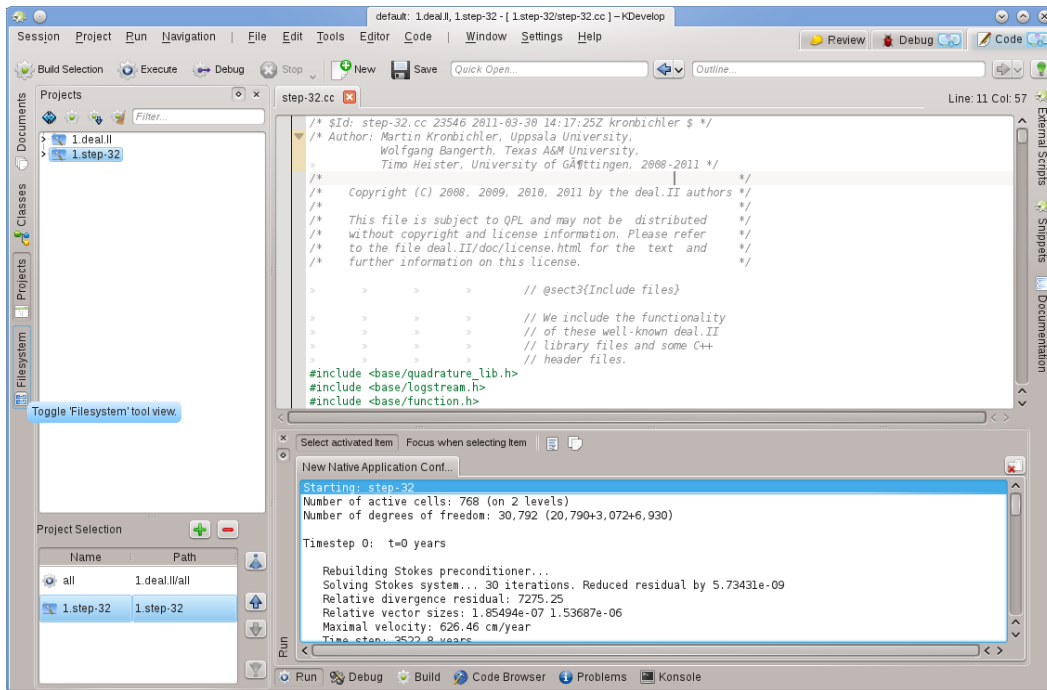 default: 1.deal.II, 1.step-32 - [ 1.step-32/step-32.cc ] – KDevelop
Session Project Run Navigation | File Edit Tools Editor Code | Window Settings Help
Review Debug Code
Build Selection Execute Debug Stop New Save Quick Open... Outline...
Projects
Filter...
1.deal.II
1.step-32
Documents
Classes
Projects
Filesystem
Toggle 'Filesystem' tool view.
step-32.cc
Line: 11 Col: 57
/* $Id: step-32.cc 23546 2011-03-30 14:17:25Z kronbichler $ */
/* Author: Martin Kronbichler, Uppsala University,
Wolfgang Bangerth, Texas A&M University,
Timo Heister, University of GÃ¶ttingen, 2008-2011 */
/* */
/* Copyright (C) 2008, 2009, 2010, 2011 by the deal.II authors */
/* */
/* This file is subject to QPL and may not be distributed */
/* without copyright and license information. Please refer */
/* to the file deal.II/doc/license.html for the text and */
/* further information on this license. */
// @sect3{Include files}
// We include the functionality
// of these well-known deal.II
// library files and some C++
// header files.
#include <base/quadrature_lib.h>
#include <base/logstream.h>
#include <base/function.h>
External Scripts
Snippets
Documentation
Project Selection
Name Path
all 1.deal.II/all
1.step-32 1.step-32
Select activated Item Focus when selecting Item
New Native Application Conf...
Starting: step-32
Number of active cells: 768 (on 2 levels)
Number of degrees of freedom: 30,792 (20,790+3,072+6,930)
Timestep 0: t=0 years
Rebuilding Stokes preconditioner...
Solving Stokes system... 30 iterations. Reduced residual by 5.73431e-09
Relative divergence residual: 7275.25
Relative vector sizes: 1.85494e-07 1.53687e-06
Maximal velocity: 626.46 cm/year
Time step: 3522.8 years
Run
Run Debug Build Code Browser Problems Konsole